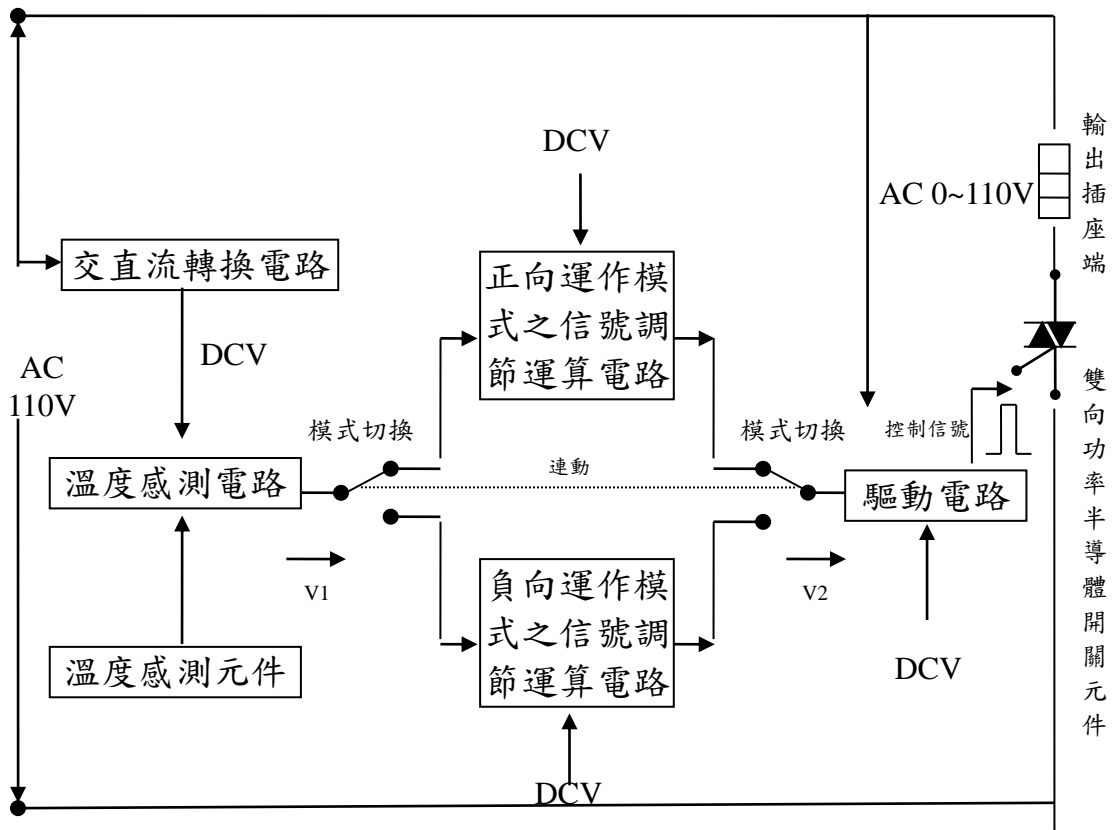 DCV
AC 0~110V
輸出插座端
交直流轉換電路
正向運作模
式之信號調
節運算電路
DCV
AC
110V
模式切換
模式切換
控制信號
連動
溫度感測電路
驅動電路
雙向功率半導體開關元件
V1
V2
負向運作模
式之信號調
節運算電路
溫度感測元件
DCV
DCV